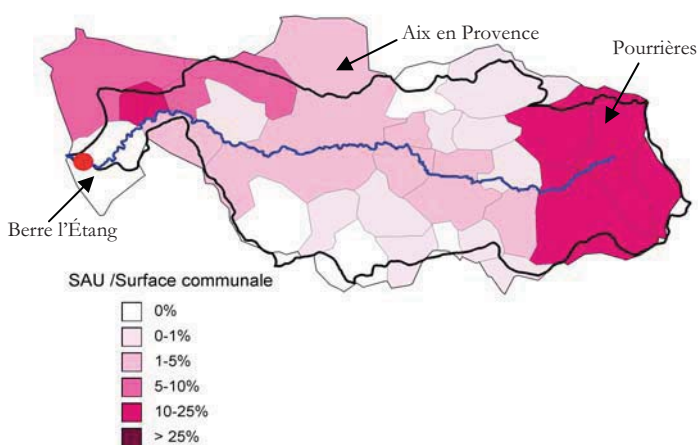 Aix en Provence
Pourrières
Berre l'Étang
SAU /Surface communale
0%
0-1%
1-5%
5-10%
10-25%
> 25%